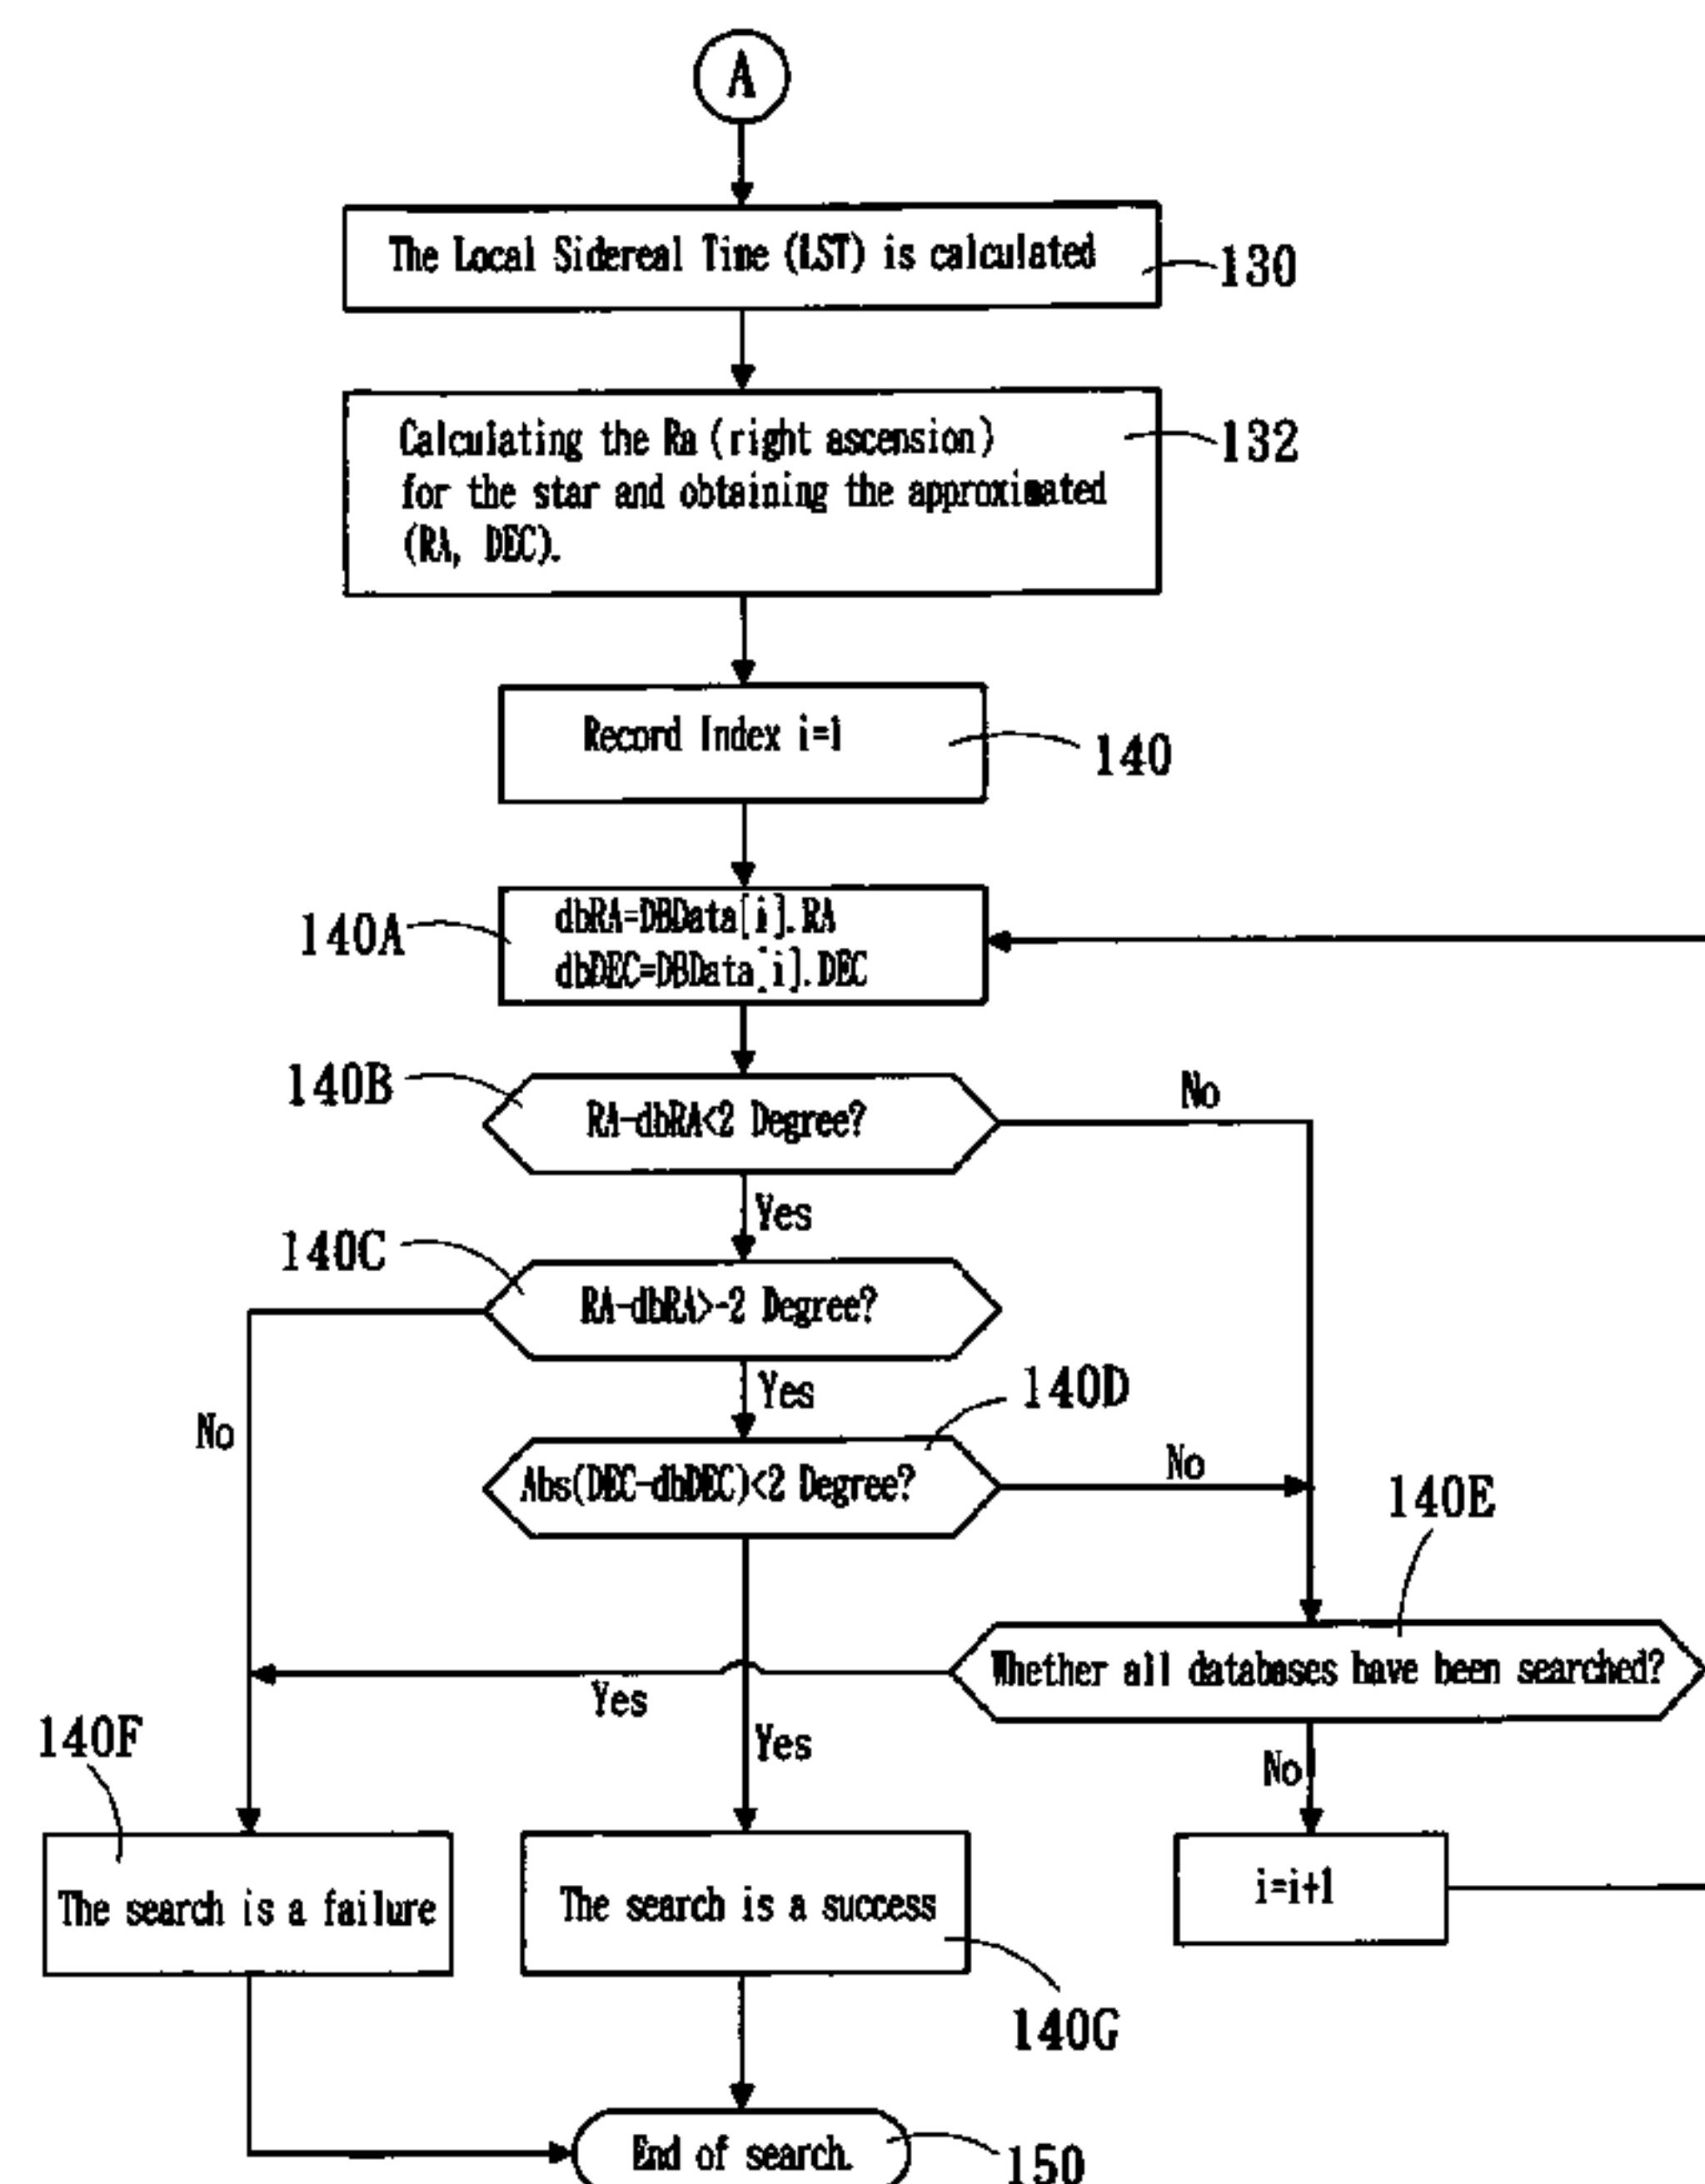 A
The Local Sidereal Time (LST) is calculated
130
Calculating the Ra (right ascension)
for the star and obtaining the approximated
(RA, DEC).
132
Record Index i=1
140
140A
dbRA=DBData[i].RA
dbDEC=DBData[i].DEC
140B
RA-dbRA<2 Degree?
No
Yes
140C
RA-dbRA>-2 Degree?
Yes
140D
No
Abs(DEC-dbDEC)<2 Degree?
No
140E
Whether all databases have been searched?
Yes
140F
Yes
No
The search is a failure
The search is a success
i=i+1
140G
End of search.
150